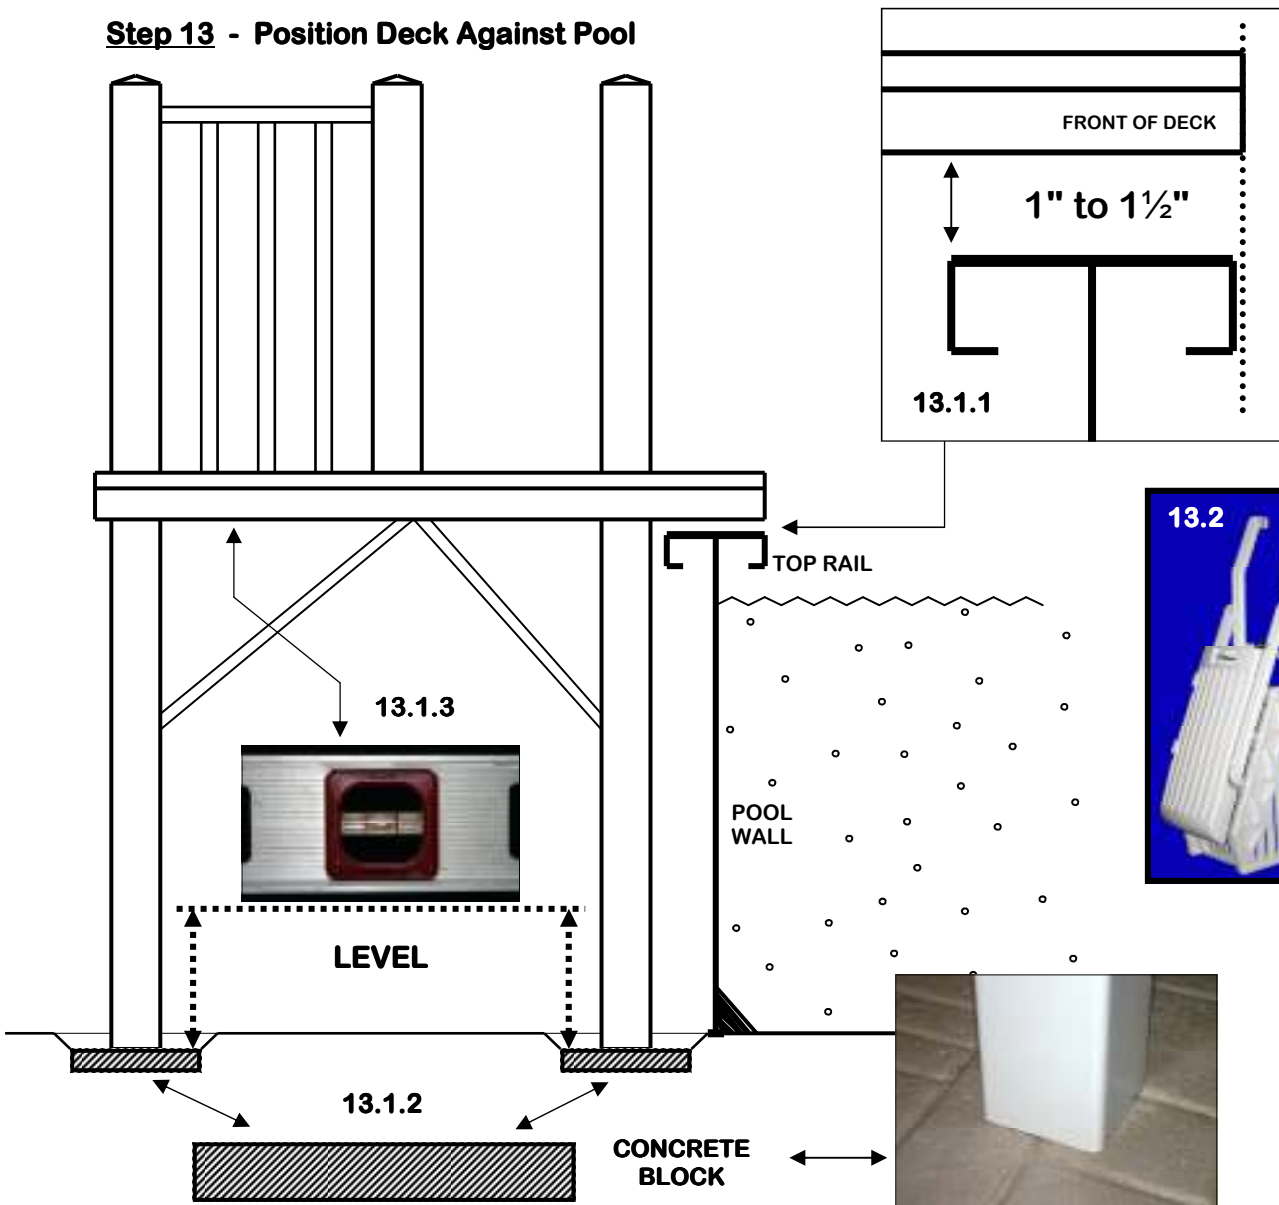 Step 13 - Position Deck Against Pool
FRONT OF DECK
1" to 1½"
13.1.1
13.2
TOP RAIL
13.1.3
POOL
WALL
LEVEL
13.1.2
CONCRETE
BLOCK